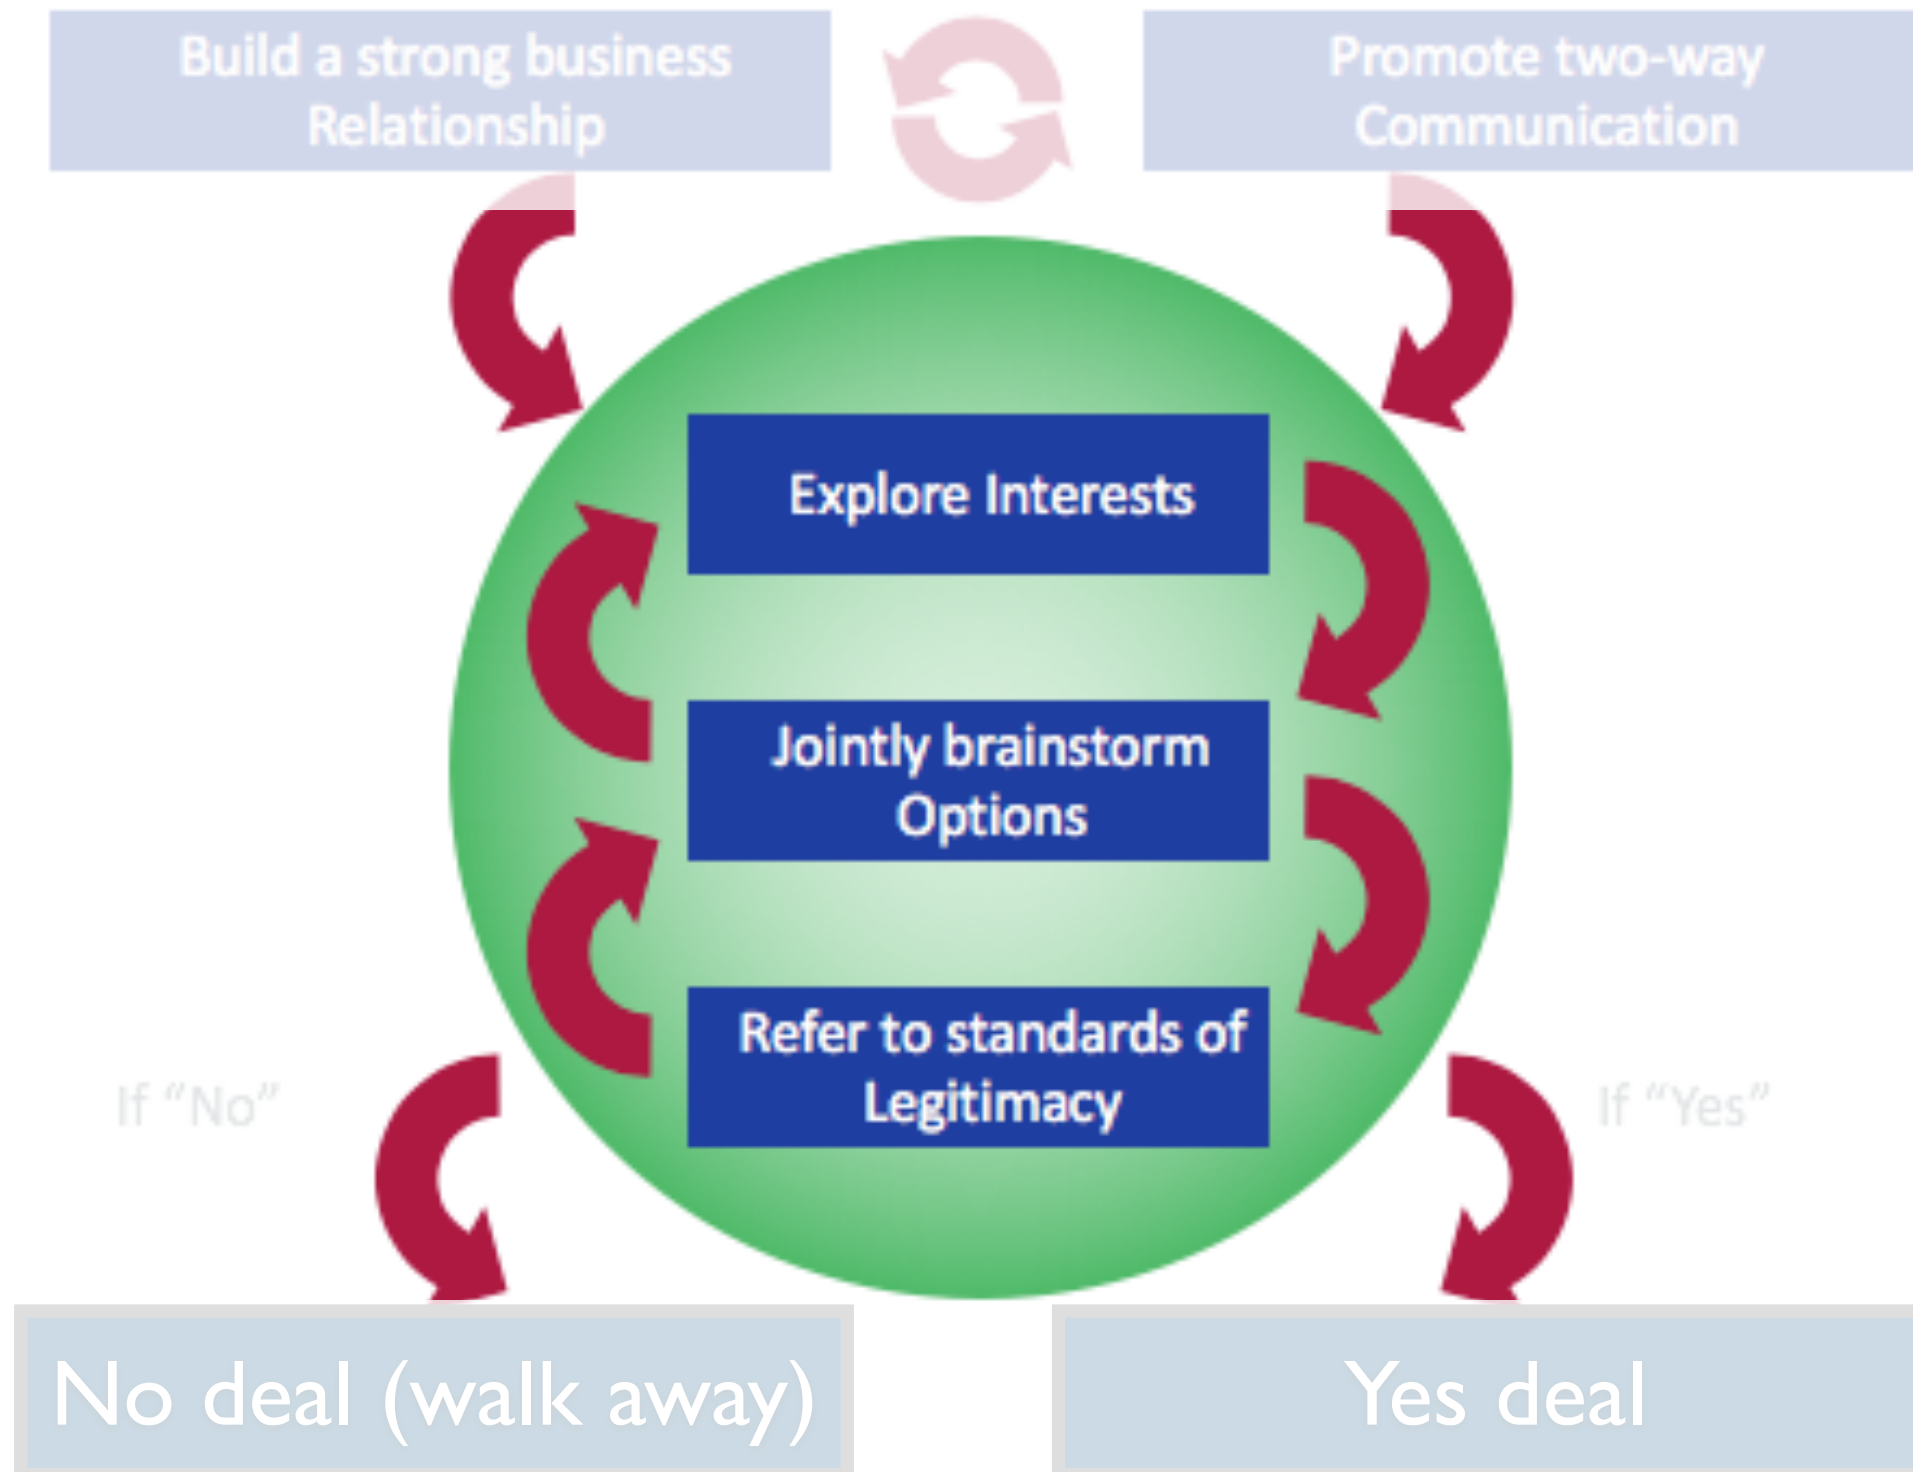 Build a strong business
Relationship
Promote two-way
Communication
Explore Interests
Jointly brainstorm
Options
Refer to standards of
Legitimacy
If “No”
If “Yes”
No deal (walk away)
Yes deal